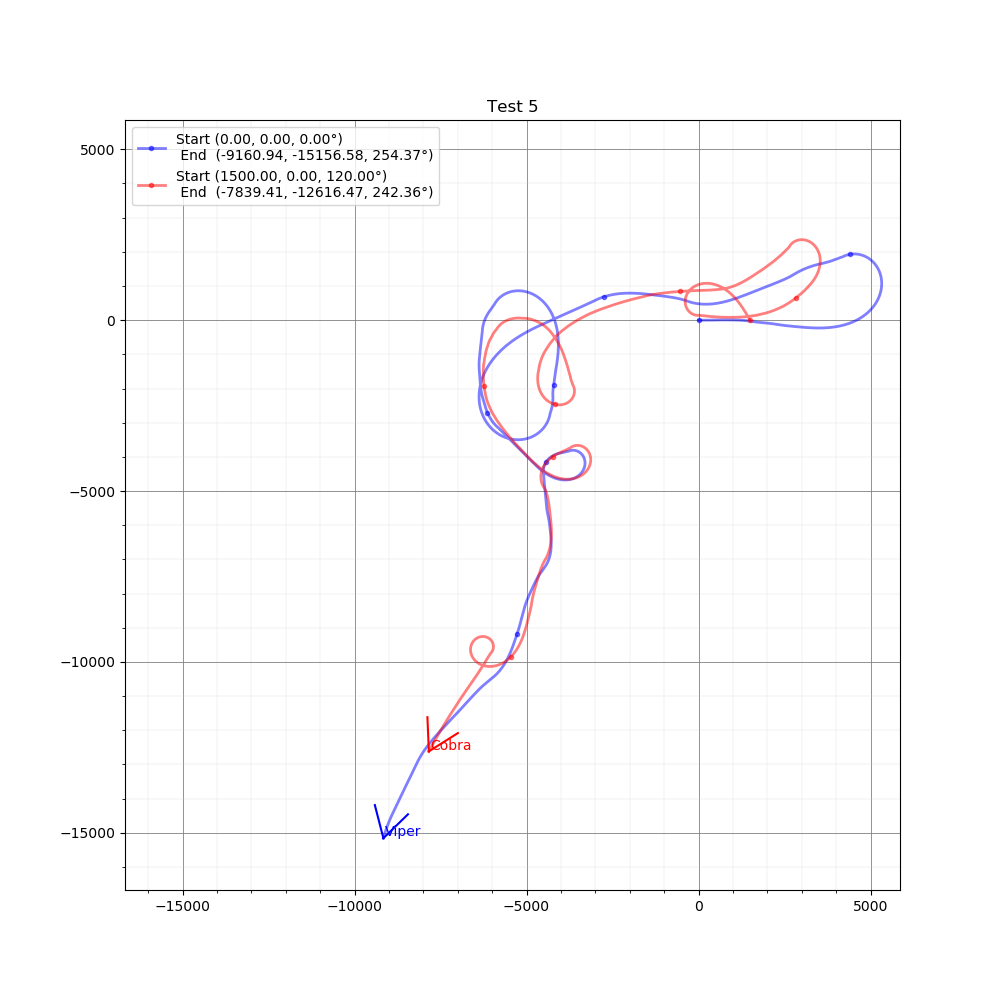 Test 5
Start (0.00, 0.00, 0.00°)
End  (-9160.94, -15156.58, 254.37°)
Start (1500.00, 0.00, 120.00°)
End  (-7839.41, -12616.47, 242.36°)
5000
0
−5000
−10000
−15000
Cobra
Viper
−15000
−10000
−5000
0
5000